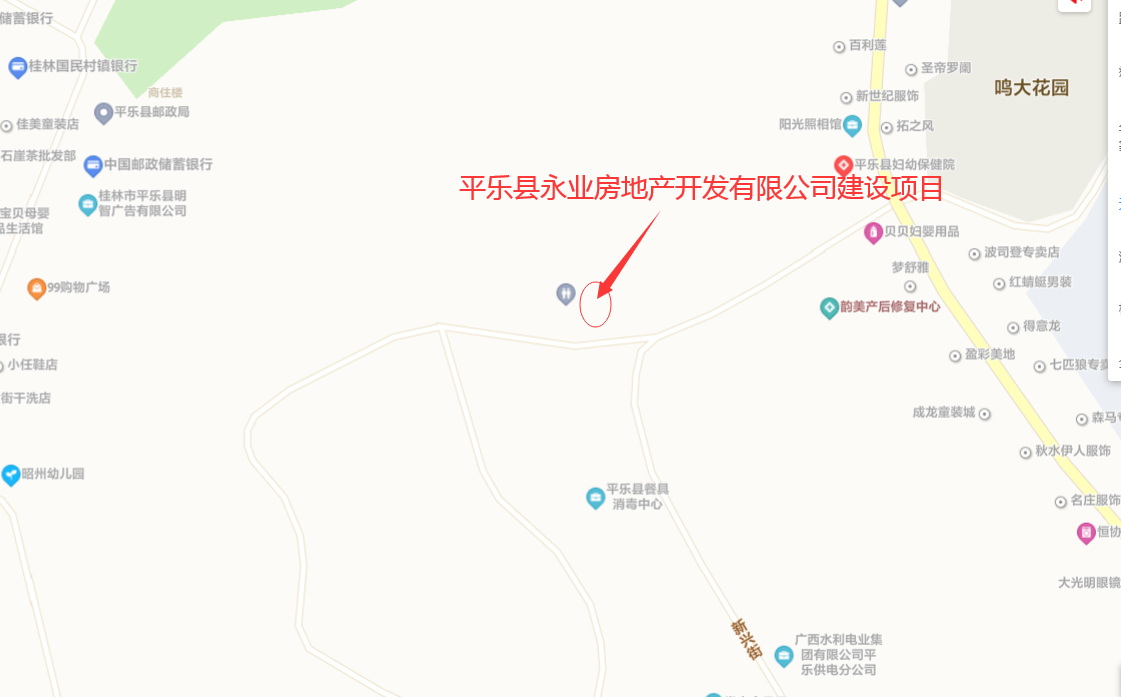 储蓄银行
百利莲
桂林国民村镇银行
圣帝罗阑
鸣大花园
商住楼
新世纪服饰
平乐县邮政局
佳美童装店
阳光照相馆
拓之风
石崖茶批发部
中国邮政储蓄银行
平乐县妇幼保健院
平乐县永业房地产开发有限公司建设项目
桂林市平乐县明
智广告有限公司
宝贝母婴
品生活馆
贝贝妇婴用品
波司登专卖店
梦舒雅
红蜻蜓男装
99购物广场
韵美产后修复中心
得意龙
银行
盈彩美地
小任鞋店
七匹狼专卖
街干洗店
成龙童装城
森马专
秋水伊人服饰
昭州幼儿园
平乐县餐具
消毒中心
名庄服饰
恒协
大光明眼镜
新兴街
广西水利电业集
团有限公司平
乐供电分公司